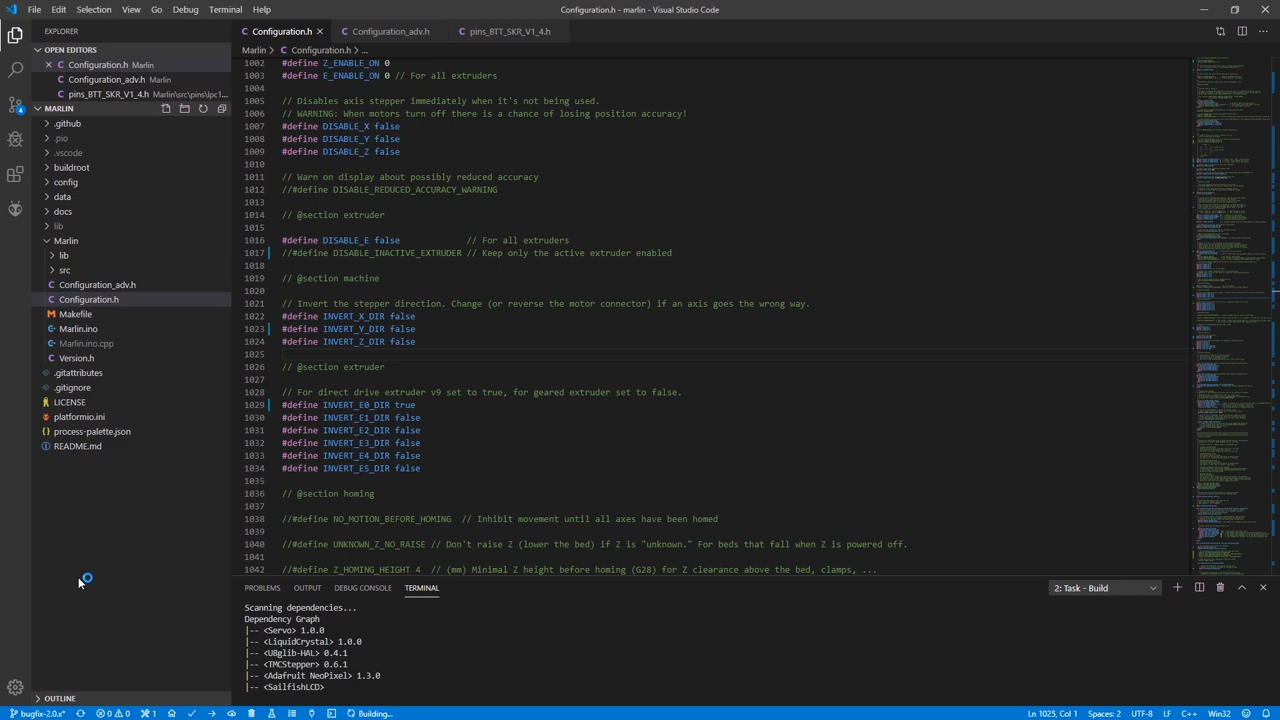 File Edit Selection View Go Debug Terminal Help
Configuration.h - marlin - Visual Studio Code
EXPLORER
OPEN EDITORS
Configuration.h Marlin
Configuration_adv.h Marlin
pins_BTT_SKR_V1_4.h Marlin\src\pins\lpc1...
MARLIN
.github
.pio
.vscode
buildroot
config
data
docs
lib
Marlin
lib
src
Configuration_adv.h
Configuration.h
Makefile
Marlin.ino
Marlin.ino.cpp
Version.h
.gitattributes
.gitignore
LICENSE
platformio.ini
process-palette.json
README.md
OUTLINE
4
Configuration.h
Configuration_adv.h
pins_BTT_SKR_V1_4.h
Marlin > Configuration.h > ...
1002 #define Z_ENABLE_ON 0
1003 #define E_ENABLE_ON 0 // For all extruders
1004
1005 // Disables axis stepper immediately when it's not being used.
1006 // WARNING: When motors turn off there is a chance of losing position accuracy!
1007 #define DISABLE_X false
1008 #define DISABLE_Y false
1009 #define DISABLE_Z false
1010
1011 // Warn on display about possibly reduced accuracy
1012 //#define DISABLE_REDUCED_ACCURACY_WARNING
1013
1014 // @section extruder
1015
1016 #define DISABLE_E false // For all extruders
1017 //#define DISABLE_INACTIVE_EXTRUDER // Keep only the active extruder enabled
1018
1019 // @section machine
1020
1021 // Invert the stepper direction. Change (or reverse the motor connector) if an axis goes the wrong way.
1022 #define INVERT_X_DIR false
1023 #define INVERT_Y_DIR false
1024 #define INVERT_Z_DIR false
1025
1026 // @section extruder
1027
1028 // For direct drive extruder v9 set to true, for geared extruder set to false.
1029 #define INVERT_E0_DIR true
1030 #define INVERT_E1_DIR false
1031 #define INVERT_E2_DIR false
1032 #define INVERT_E3_DIR false
1033 #define INVERT_E4_DIR false
1034 #define INVERT_E5_DIR false
1035
1036 // @section homing
1037
1038 //#define NO_MOTION_BEFORE_HOMING // Inhibit movement until all axes have been homed
1039
1040 //#define UNKNOWN_Z_NO_RAISE // Don't raise Z (lower the bed) if Z is "unknown." For beds that fall when Z is powered off.
1041
1042 //#define Z_HOMING_HEIGHT 4 // (mm) Minimal height before homing (G28) for Z clearance above the bed, clamps, ...
PROBLEMS OUTPUT DEBUG CONSOLE TERMINAL
2: Task - Build
Scanning dependencies...
Dependency Graph
|-- <Servo> 1.0.0
|-- <LiquidCrystal> 1.0.0
|-- <U8glib-HAL> 0.4.1
|-- <TMCStepper> 0.6.1
|-- <Adafruit NeoPixel> 1.3.0
|-- <SailfishLCD>
bugfix-2.0.x* 0 0 1 Building...
Ln 1025, Col 1 Spaces: 2 UTF-8 LF C++ Win32